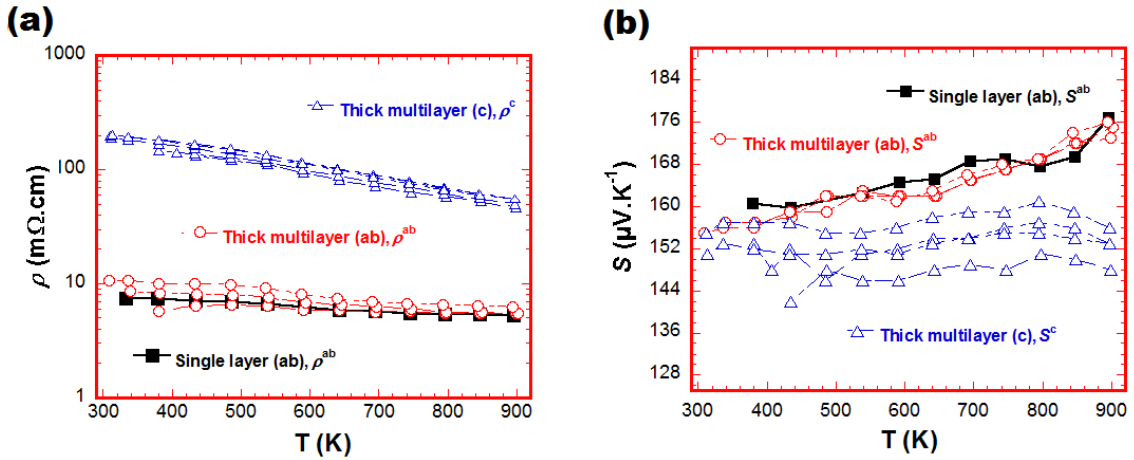 (a)
1000
100
10
1
ρ (mΩ.cm)
Thick multilayer (c), ρᶜ
Thick multilayer (ab), ρᵃᵇ
Single layer (ab), ρᵃᵇ
300 400 500 600 700 800 900
T (K)
(b)
184
176
168
160
152
144
136
128
S (µV.K⁻¹)
Single layer (ab), Sᵃᵇ
Thick multilayer (ab), Sᵃᵇ
Thick multilayer (c), Sᶜ
300 400 500 600 700 800 900
T (K)